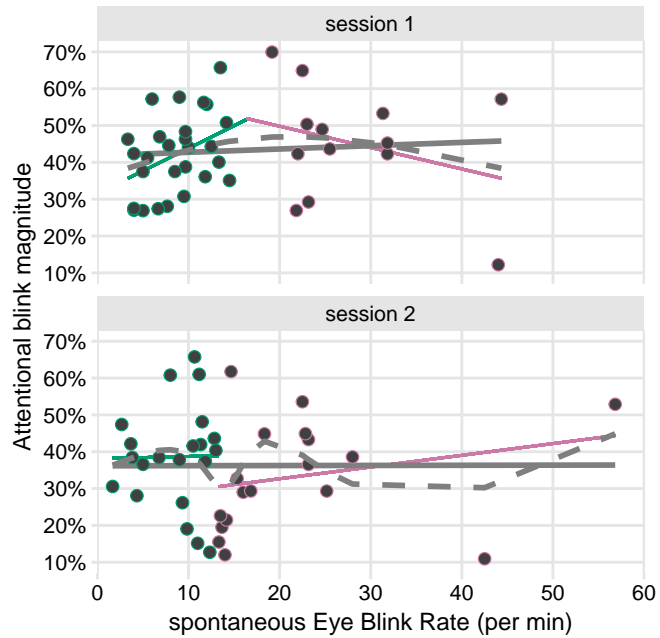 session 1
70%
60%
50%
40%
30%
20%
10%
session 2
70%
60%
50%
40%
30%
20%
10%
0 10 20 30 40 50 60
spontaneous Eye Blink Rate (per min)
Attentional blink magnitude